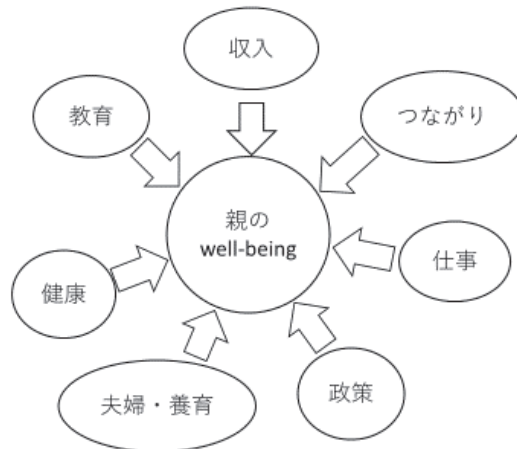 収入
教育
つながり
親の
well-being
健康
仕事
夫婦・養育
政策